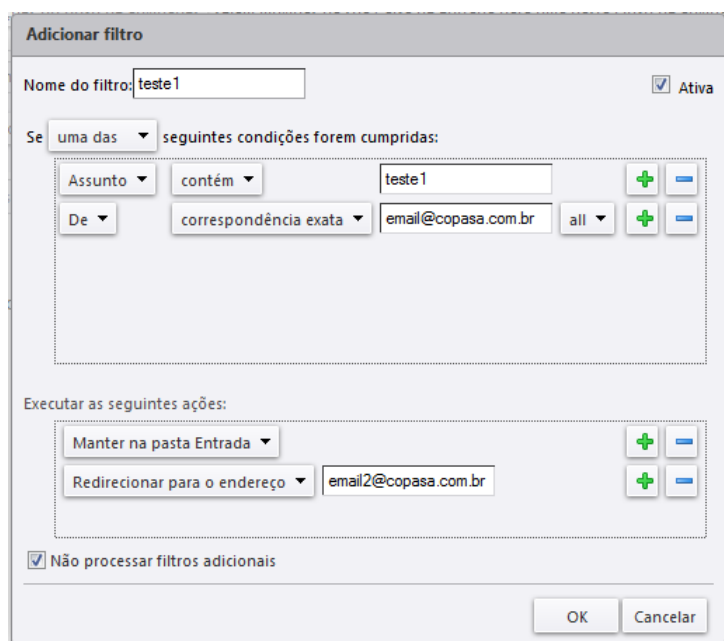 Adicionar filtro
Nome do filtro: teste1 Ativa
Se uma das seguintes condições forem cumpridas:
Assunto contém teste1
De correspondência exata email@copasa.com.br all
Executar as seguintes ações:
Manter na pasta Entrada
Redirecionar para o endereço email2@copasa.com.br
Não processar filtros adicionais
OK Cancelar